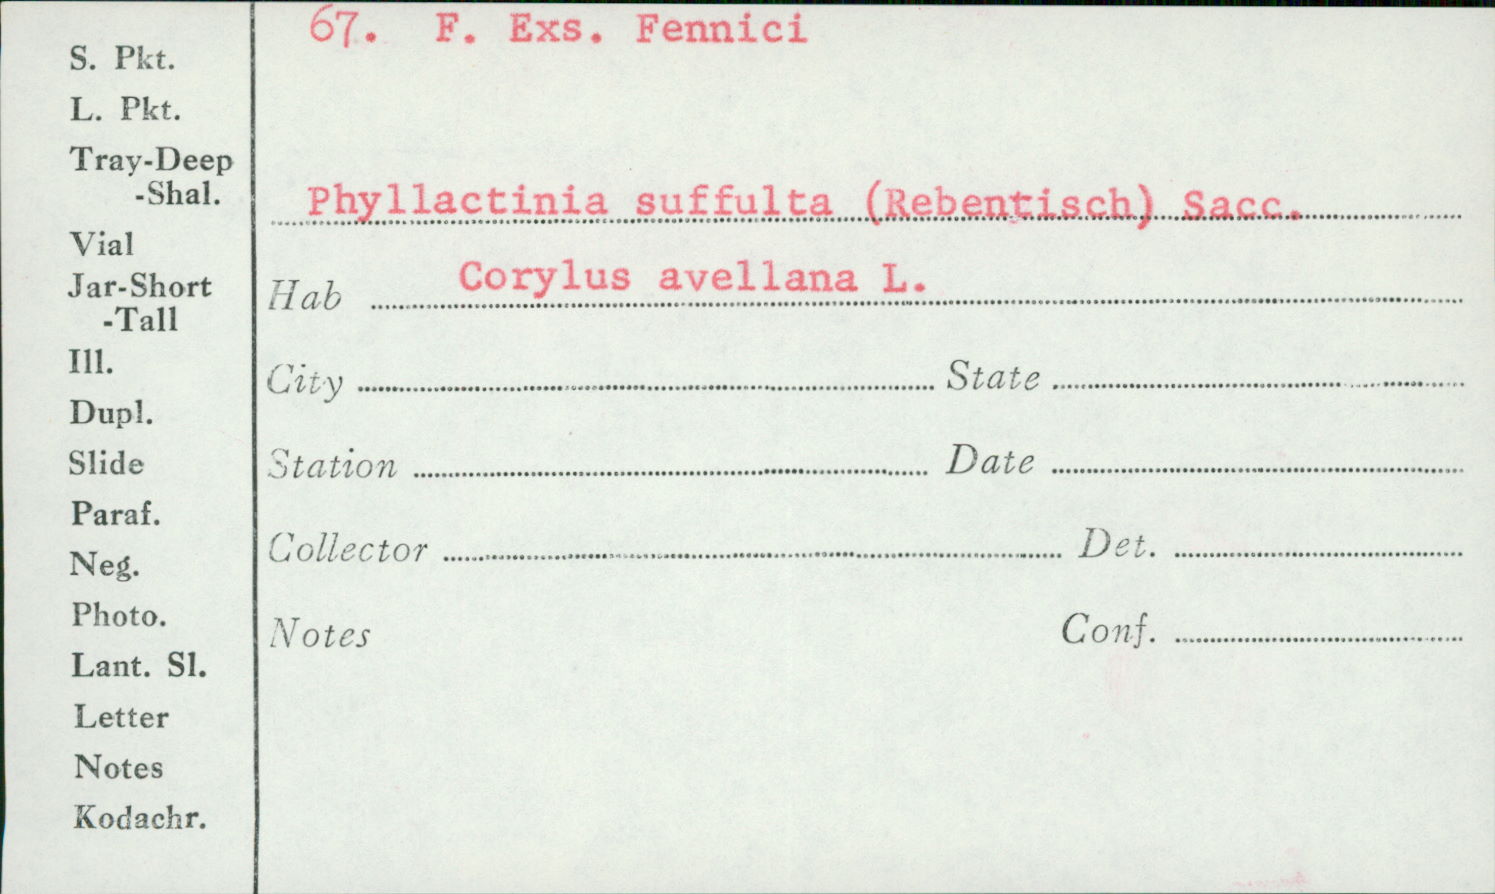 67. F. Exs. Fennici
S. Pkt.
L. Pkt.
Tray-Deep
-Shal.
Vial
Jar-Short
-Tall
Ill.
Dupl.
Slide
Paraf.
Neg.
Photo.
Lant. Sl.
Letter
Notes
Kodachr.
Phyllactinia suffulta (Rebentisch) Sacc.
Hab Corylus avellana L.
City State
Station Date
Collector Det.
Notes Conf.